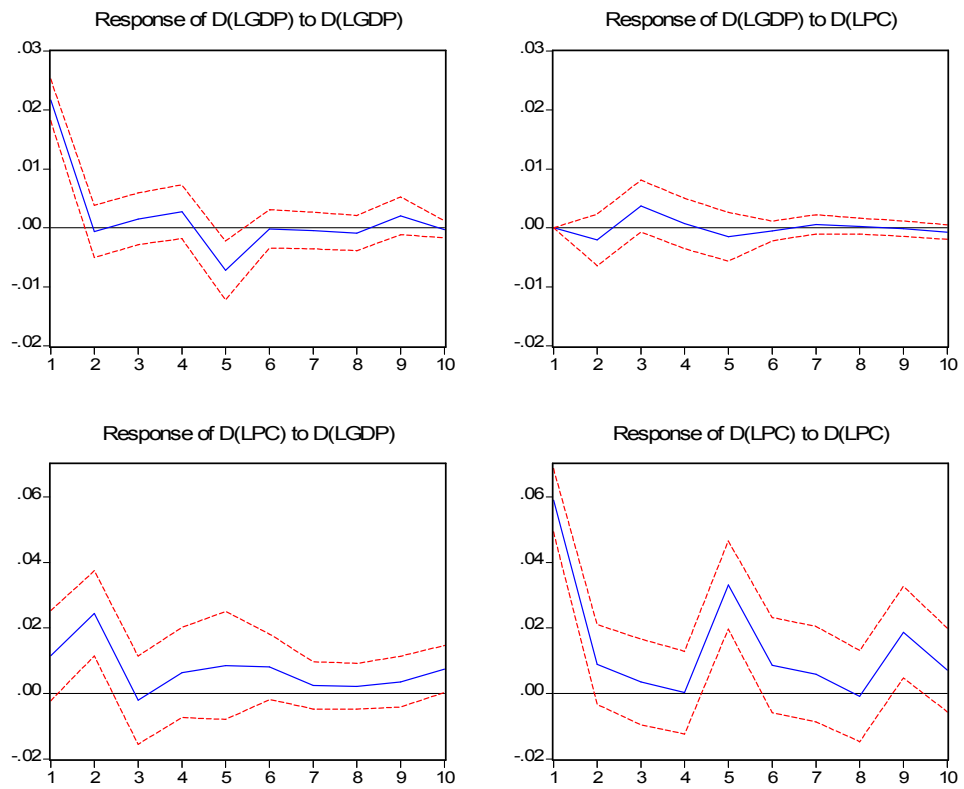 Response of D(LGDP) to D(LGDP)
.03
.02
.01
.00
-.01
-.02
1 2 3 4 5 6 7 8 9 10
Response of D(LGDP) to D(LPC)
.03
.02
.01
.00
-.01
-.02
1 2 3 4 5 6 7 8 9 10
Response of D(LPC) to D(LGDP)
.06
.04
.02
.00
-.02
1 2 3 4 5 6 7 8 9 10
Response of D(LPC) to D(LPC)
.06
.04
.02
.00
-.02
1 2 3 4 5 6 7 8 9 10